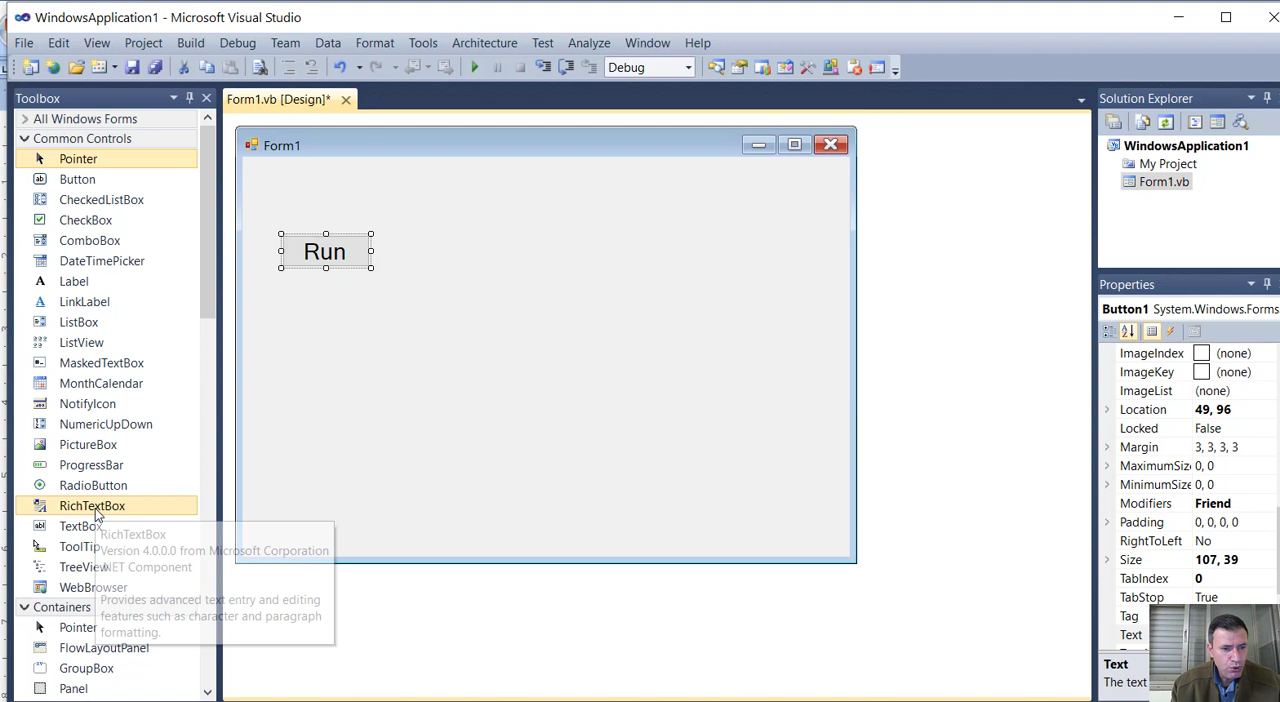 WindowsApplication1 - Microsoft Visual Studio
File Edit View Project Build Debug Team Data Format Tools Architecture Test Analyze Window Help
Debug
Toolbox
All Windows Forms
Common Controls
Pointer
Button
CheckedListBox
CheckBox
ComboBox
DateTimePicker
Label
LinkLabel
ListBox
ListView
MaskedTextBox
MonthCalendar
NotifyIcon
NumericUpDown
PictureBox
ProgressBar
RadioButton
RichTextBox
TextBox
ToolTip
TreeView
WebBrowser
Containers
Pointer
FlowLayoutPanel
GroupBox
Panel
RichTextBox
Version 4.0.0.0 from Microsoft Corporation
.NET Component
Provides advanced text entry and editing
features such as character and paragraph
formatting.
Form1.vb [Design]*
Form1
Run
Solution Explorer
WindowsApplication1
My Project
Form1.vb
Properties
Button1 System.Windows.Forms
ImageIndex (none)
ImageKey (none)
ImageList (none)
Location 49, 96
Locked False
Margin 3, 3, 3, 3
MaximumSiz 0, 0
MinimumSiz 0, 0
Modifiers Friend
Padding 0, 0, 0, 0
RightToLeft No
Size 107, 39
TabIndex 0
TabStop True
Tag
Text
Text
The text